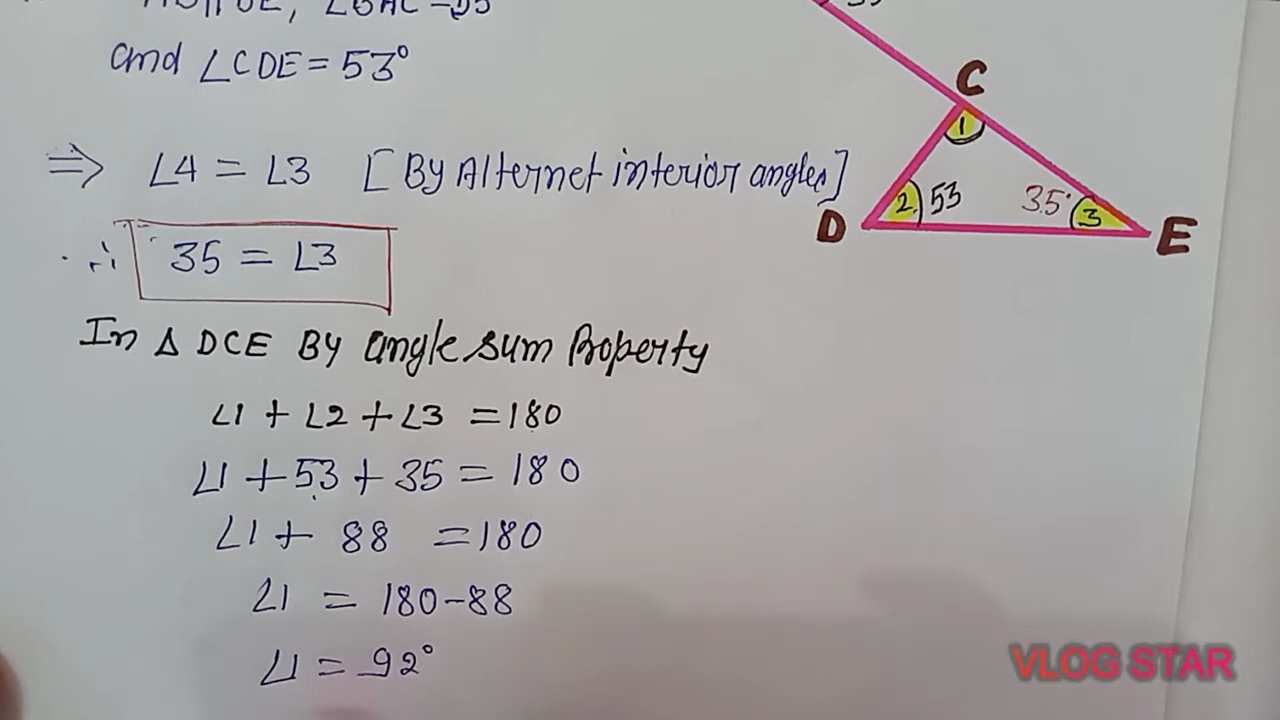 and ∠CDE = 53°
⇒ ∠4 = ∠3 [By Alternet interior angles]
∴ 35 = ∠3
In Δ DCE By angle sum Property
∠1 + ∠2 + ∠3 = 180
∠1 + 53 + 35 = 180
∠1 + 88 = 180
∠1 = 180-88
∠1 = 92°
C
1
2 53
35° 3
D
E
VLOG STAR